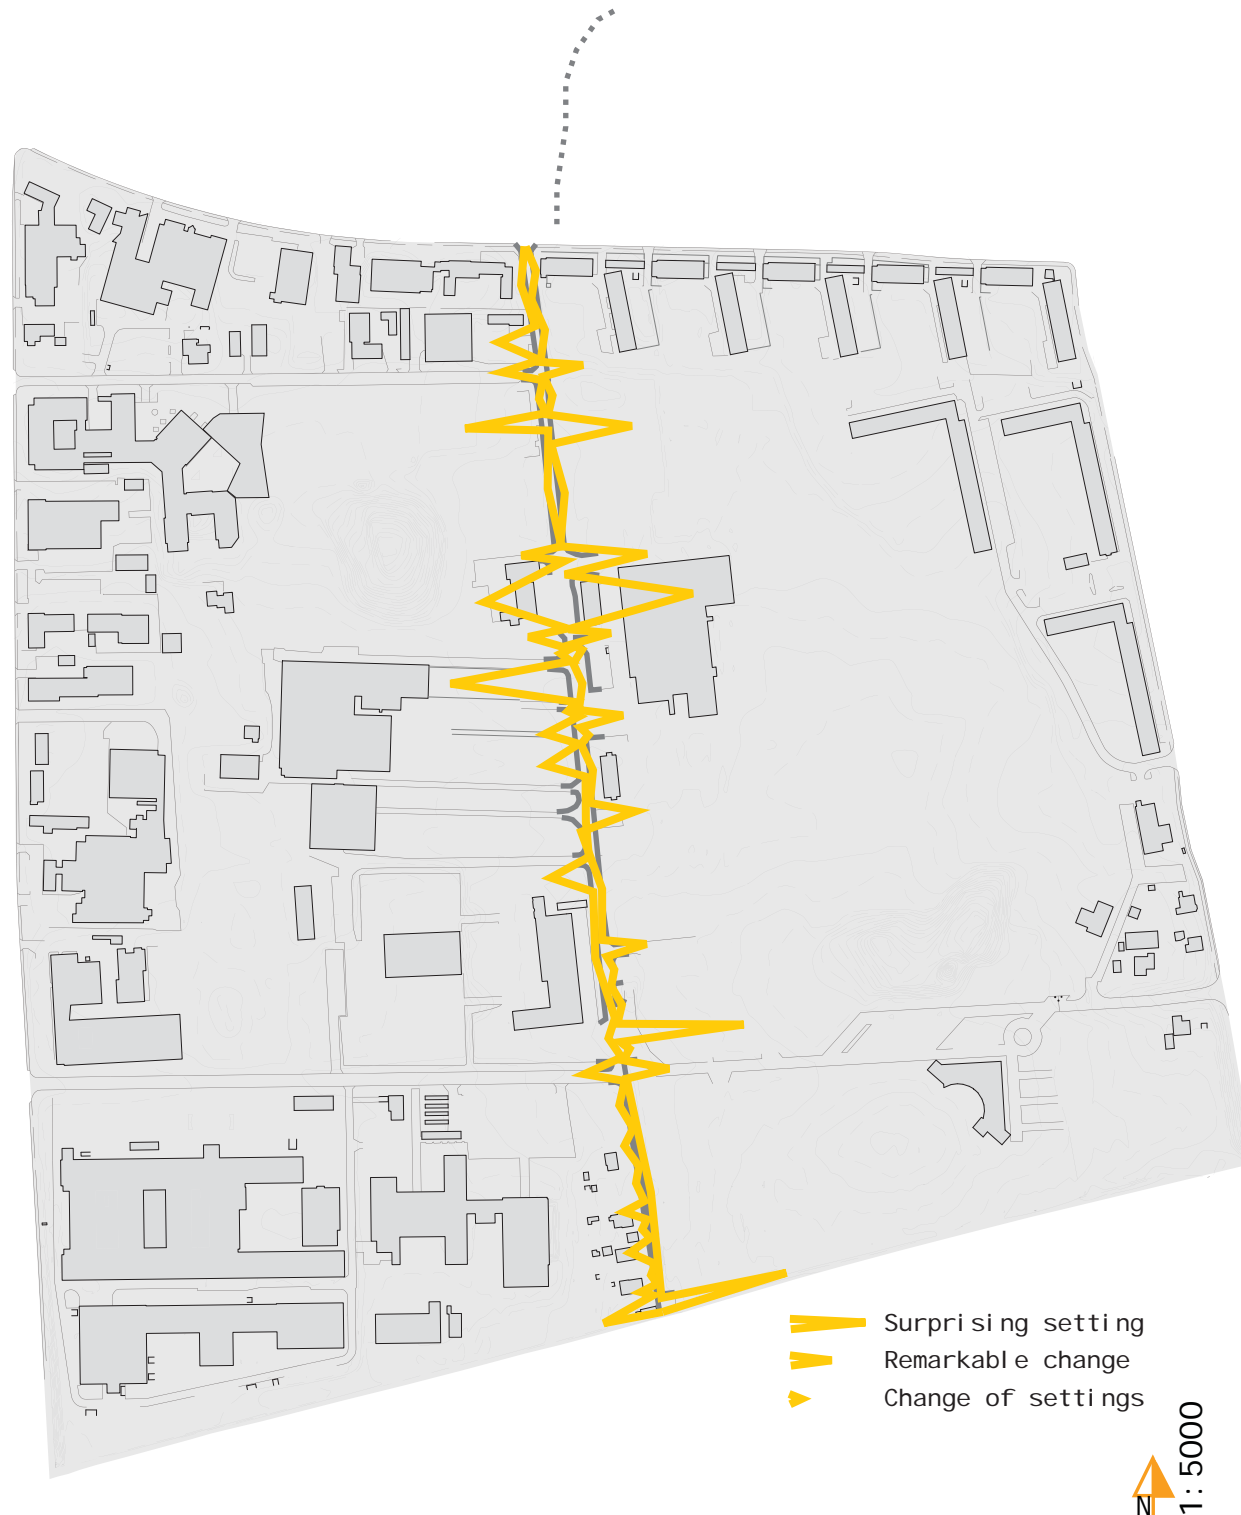 Surprising setting
Remarkable change
Change of settings
N
1:5000